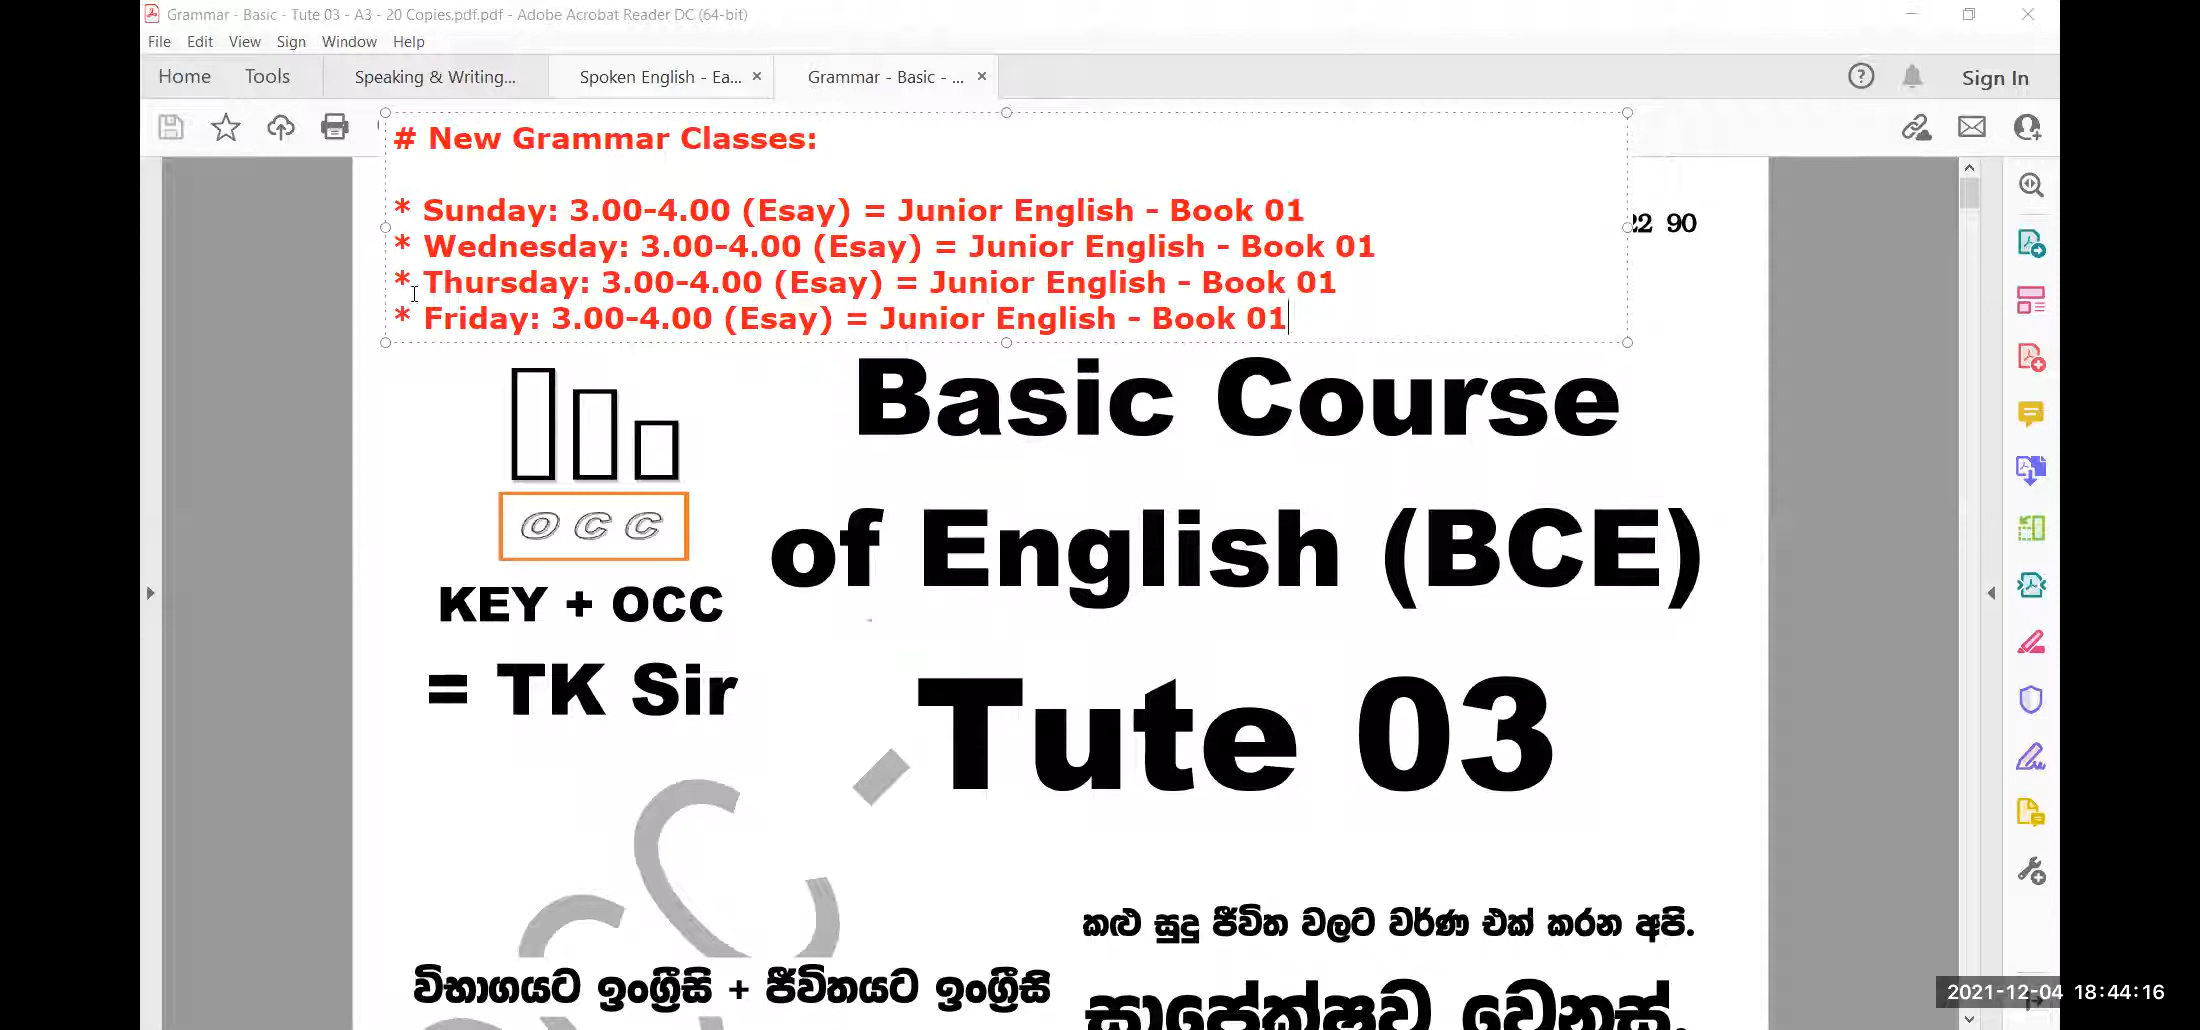 Grammar - Basic - Tute 03 - A3 - 20 Copies.pdf.pdf - Adobe Acrobat Reader DC (64-bit)
File Edit View Sign Window Help
Home Tools Speaking & Writing... Spoken English - Ea... × Grammar - Basic - ... × Sign In
# New Grammar Classes:
* Sunday: 3.00-4.00 (Esay) = Junior English - Book 01
22 90
* Wednesday: 3.00-4.00 (Esay) = Junior English - Book 01
* Thursday: 3.00-4.00 (Esay) = Junior English - Book 01
* Friday: 3.00-4.00 (Esay) = Junior English - Book 01
Basic Course
of English (BCE)
Tute 03
OCC
KEY + OCC
= TK Sir
කළු සුදු ජීවිත වලට වර්ණ එක් කරන අපි.
විභාගයට ඉංග්‍රීසි + ජීවිතයට ඉංග්‍රීසි
සාපේක්ෂව වෙනස්.
2021-12-04 18:44:16